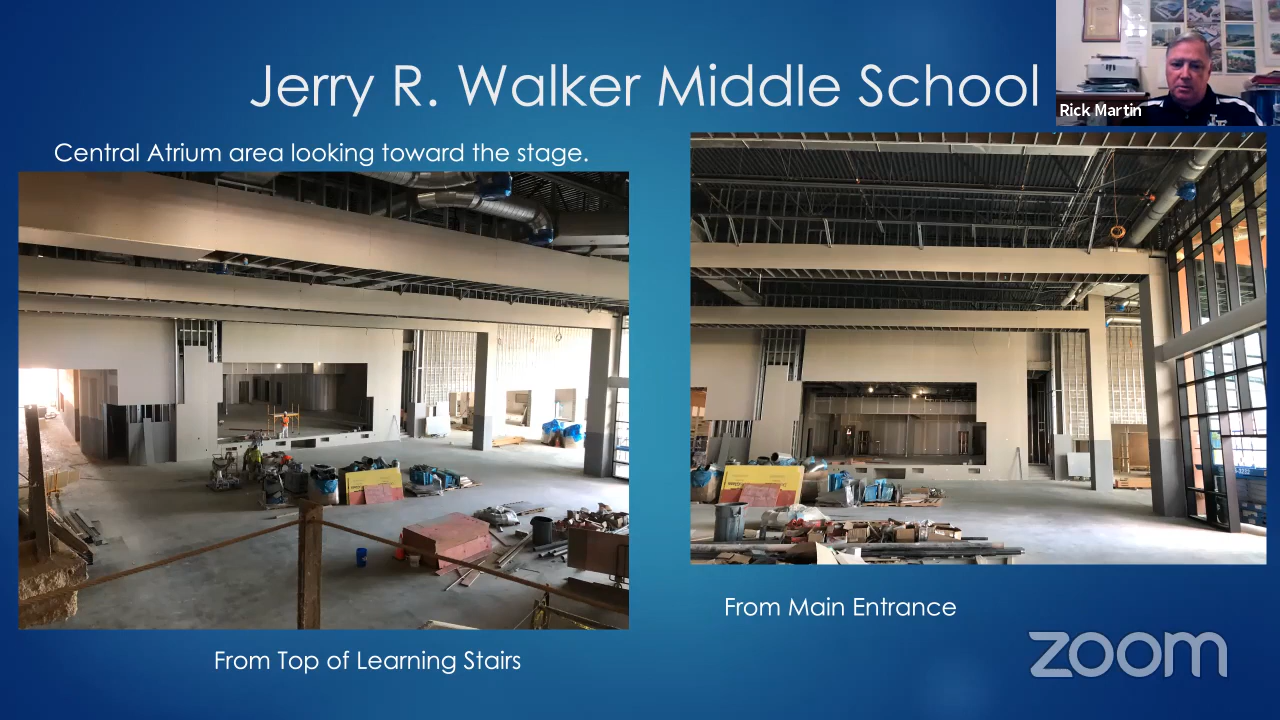 Jerry R. Walker Middle School
Rick Martin
Central Atrium area looking toward the stage.
From Main Entrance
From Top of Learning Stairs
zoom